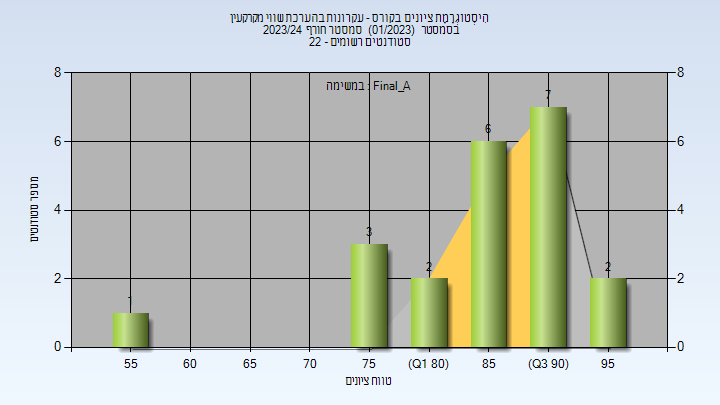 היסטוגרמת ציונים בקורס - עקרונות בהערכת שווי מקרקעין
בסמסטר (01/2023) סמסטר חורף 2023/24
סטודנטים רשומים - 22
במשימה : Final_A
8 8
6 6
4 4
2 2
0 0
מספר סטודנטים
1 3 2 6 7 2
55 60 65 70 75 (Q1 80) 85 (Q3 90) 95
טווח ציונים